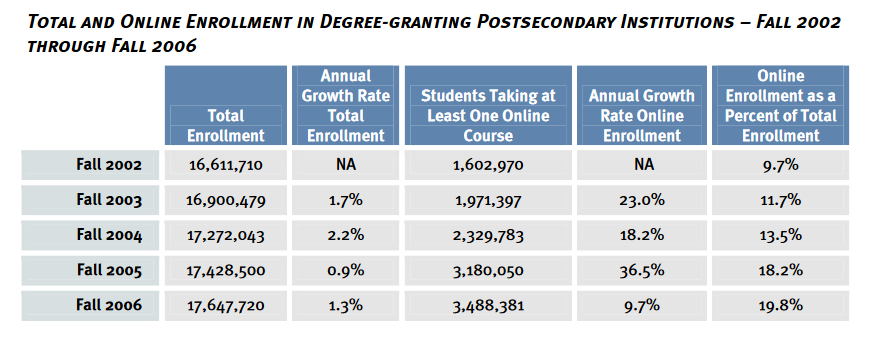 TOTAL AND ONLINE ENROLLMENT IN DEGREE-GRANTING POSTSECONDARY INSTITUTIONS – FALL 2002
THROUGH FALL 2006
Total Enrollment | Annual Growth Rate Total Enrollment | Students Taking at Least One Online Course | Annual Growth Rate Online Enrollment | Online Enrollment as a Percent of Total Enrollment
Fall 2002 16,611,710 NA 1,602,970 NA 9.7%
Fall 2003 16,900,479 1.7% 1,971,397 23.0% 11.7%
Fall 2004 17,272,043 2.2% 2,329,783 18.2% 13.5%
Fall 2005 17,428,500 0.9% 3,180,050 36.5% 18.2%
Fall 2006 17,647,720 1.3% 3,488,381 9.7% 19.8%